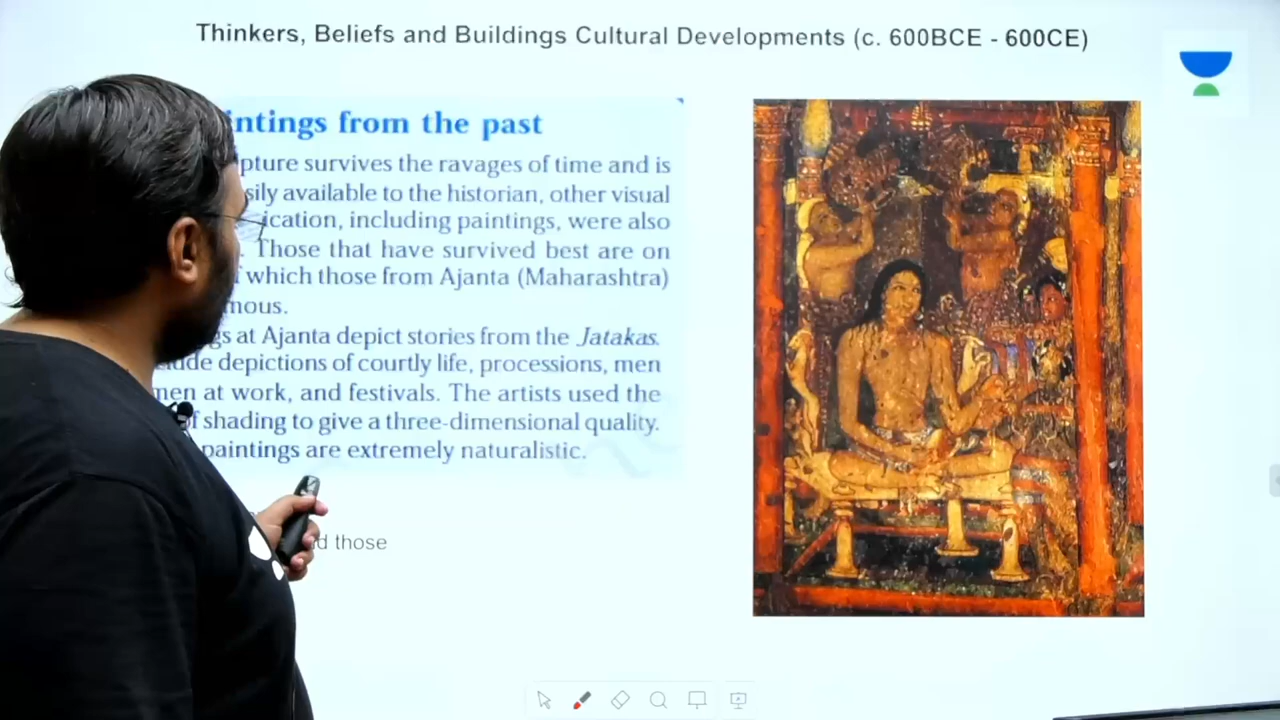 Thinkers, Beliefs and Buildings Cultural Developments (c. 600BCE - 600CE)
intings from the past
lpture survives the ravages of time and is
sily available to the historian, other visual
ication, including paintings, were also
. Those that have survived best are on
f which those from Ajanta (Maharashtra)
mous.
gs at Ajanta depict stories from the Jatakas.
lude depictions of courtly life, processions, men
men at work, and festivals. The artists used the
of shading to give a three-dimensional quality.
paintings are extremely naturalistic.
d those